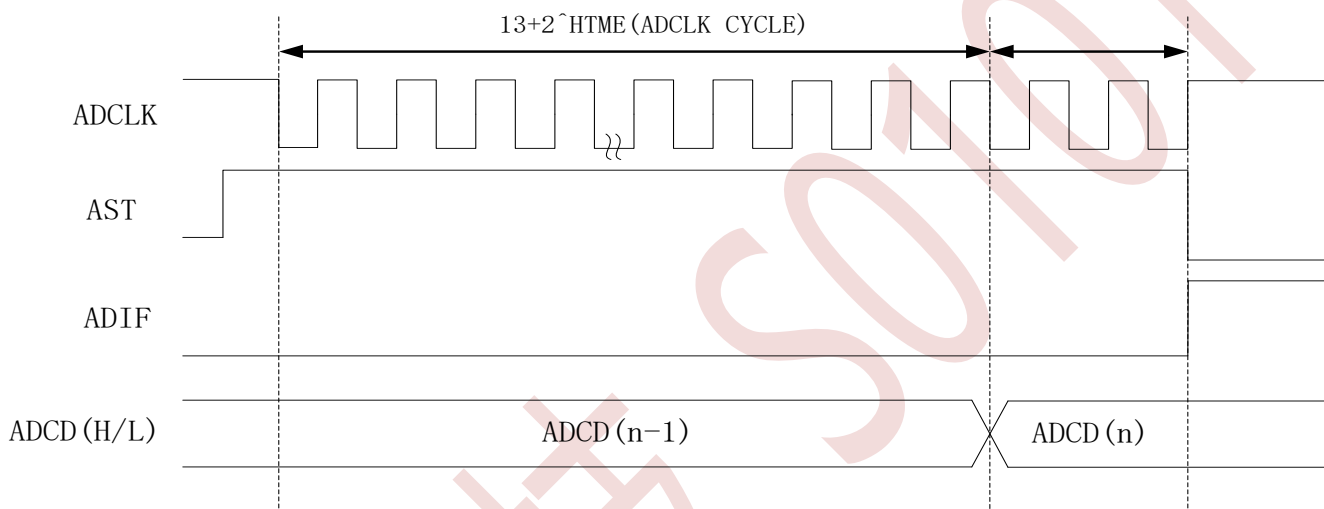 13+2^HTME(ADCLK CYCLE)
ADCLK
AST
ADIF
ADCD(H/L)
ADCD(n-1)
ADCD(n)